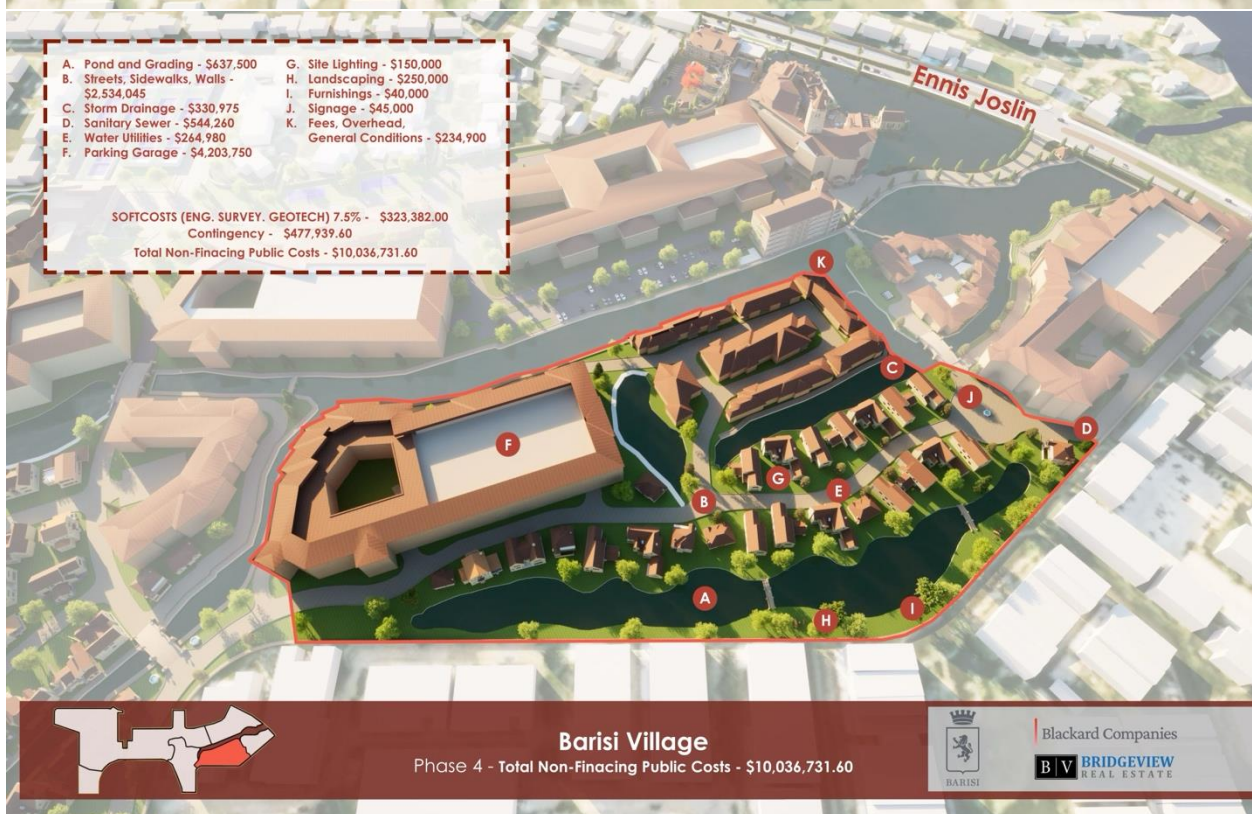 A. Pond and Grading - $637,500
B. Streets, Sidewalks, Walls -
$2,534,045
C. Storm Drainage - $330,975
D. Sanitary Sewer - $544,260
E. Water Utilities - $264,980
F. Parking Garage - $4,203,750
G. Site Lighting - $150,000
H. Landscaping - $250,000
I. Furnishings - $40,000
J. Signage - $45,000
K. Fees, Overhead,
General Conditions - $234,900
SOFTCOSTS (ENG. SURVEY. GEOTECH) 7.5% - $323,382.00
Contingency - $477,939.60
Total Non-Finacing Public Costs - $10,036,731.60
Ennis Joslin
K
C
J
D
F
G
E
B
A
H
I
Barisi Village
Phase 4 - Total Non-Finacing Public Costs - $10,036,731.60
BARISI
Blackard Companies
BV BRIDGEVIEW
REAL ESTATE